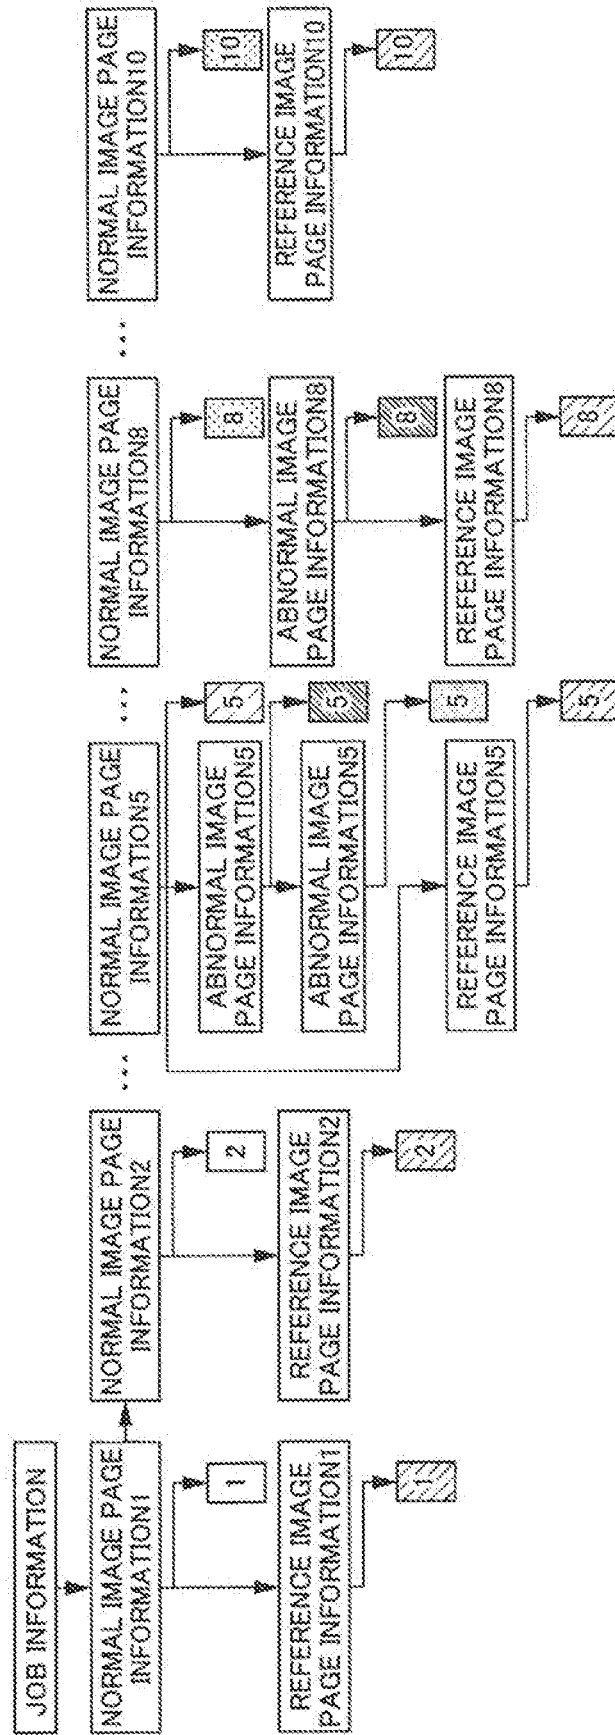 JOB INFORMATION
NORMAL IMAGE PAGE
INFORMATION1
1
REFERENCE IMAGE
PAGE INFORMATION1
1
NORMAL IMAGE PAGE
INFORMATION2
2
REFERENCE IMAGE
PAGE INFORMATION2
2
...
NORMAL IMAGE PAGE
INFORMATION5
5
ABNORMAL IMAGE
PAGE INFORMATION5
5
ABNORMAL IMAGE
PAGE INFORMATION5
5
REFERENCE IMAGE
PAGE INFORMATION5
5
...
NORMAL IMAGE PAGE
INFORMATION8
8
ABNORMAL IMAGE
PAGE INFORMATION8
8
REFERENCE IMAGE
PAGE INFORMATION8
8
...
NORMAL IMAGE PAGE
INFORMATION10
10
REFERENCE IMAGE
PAGE INFORMATION10
10